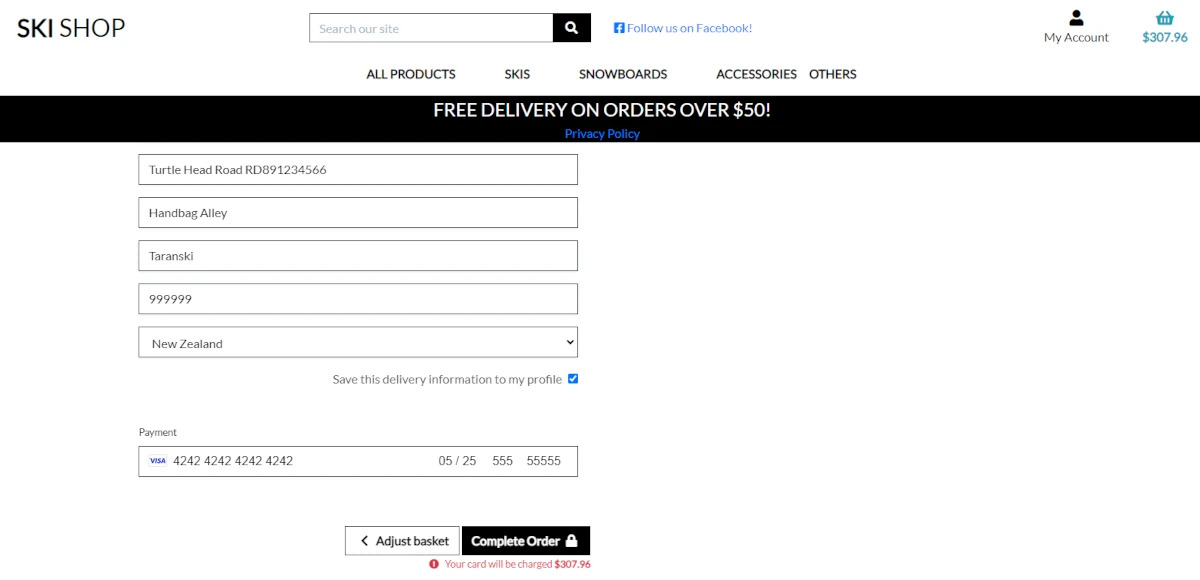 SKI SHOP
Search our site
Follow us on Facebook!
My Account
$307.96
ALL PRODUCTS SKIS SNOWBOARDS ACCESSORIES OTHERS
FREE DELIVERY ON ORDERS OVER $50!
Privacy Policy
Turtle Head Road RD891234566
Handbag Alley
Taranski
999999
New Zealand
Save this delivery information to my profile
Payment
VISA 4242 4242 4242 4242 05 / 25 555 55555
Adjust basket Complete Order
Your card will be charged $307.96